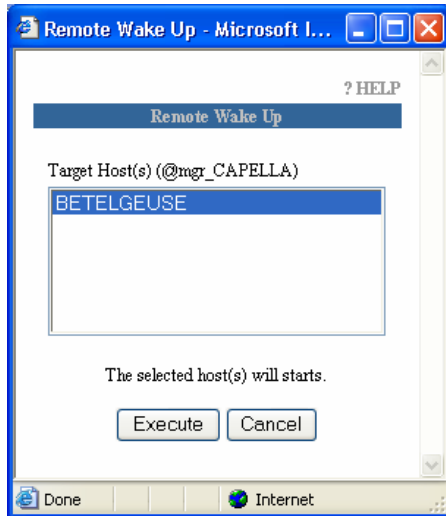 Remote Wake Up - Microsoft I...
? HELP
Remote Wake Up
Target Host(s) (@mgr_CAPELLA)
BETELGEUSE
The selected host(s) will starts.
Execute Cancel
Done Internet